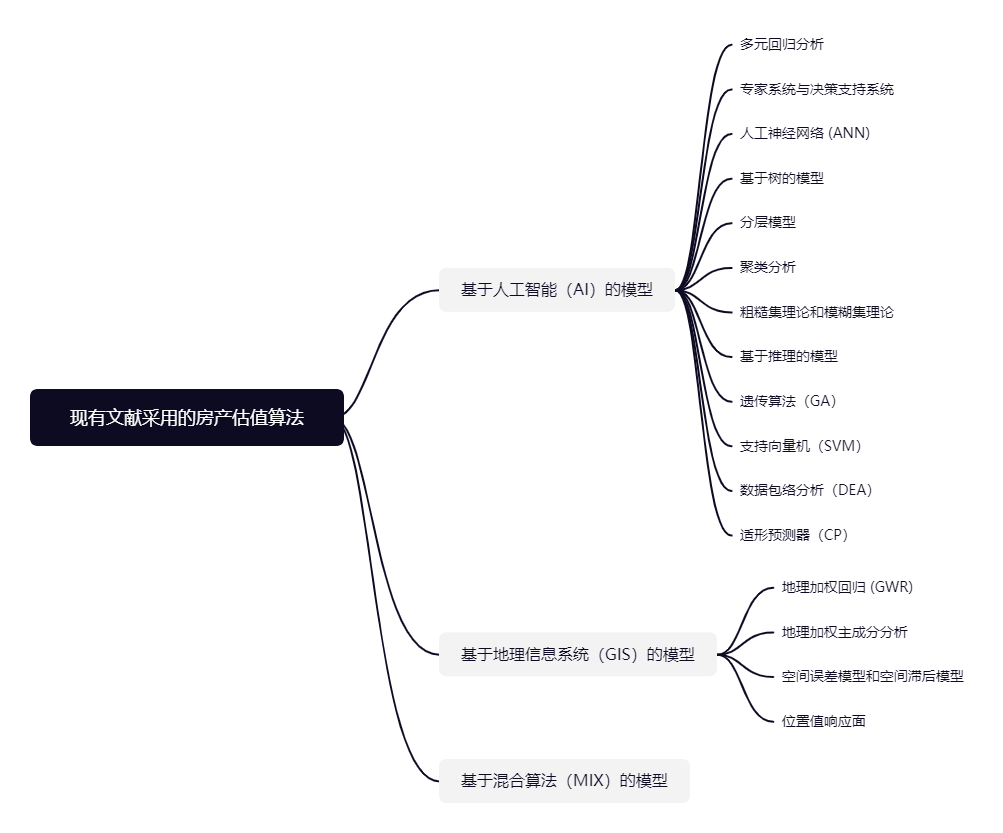 现有文献采用的房产估值算法
基于人工智能（AI）的模型
多元回归分析
专家系统与决策支持系统
人工神经网络 (ANN)
基于树的模型
分层模型
聚类分析
粗糙集理论和模糊集理论
基于推理的模型
遗传算法（GA）
支持向量机（SVM）
数据包络分析（DEA）
适形预测器（CP）
基于地理信息系统（GIS）的模型
地理加权回归 (GWR)
地理加权主成分分析
空间误差模型和空间滞后模型
位置值响应面
基于混合算法（MIX）的模型